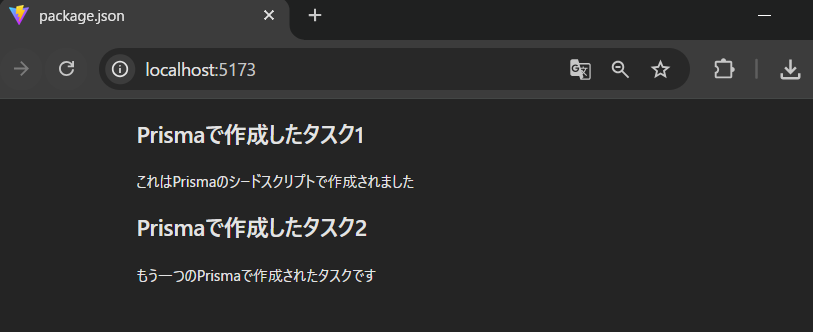 package.json
localhost:5173
Prismaで作成したタスク1
これはPrismaのシードスクリプトで作成されました
Prismaで作成したタスク2
もう一つのPrismaで作成されたタスクです